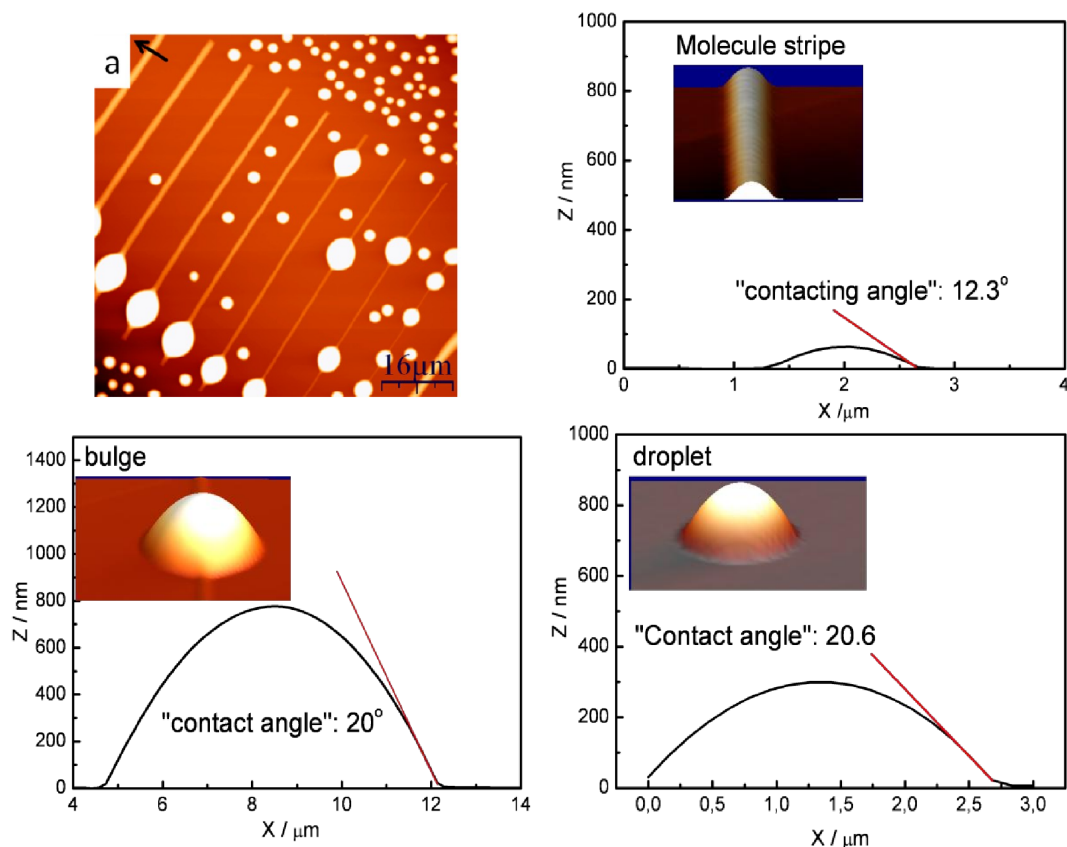 a
16μm
1000
800
600
400
200
0
Z / nm
Molecule stripe
"contacting angle": 12.3°
0 1 2 3 4
X /μm
1400
1200
1000
800
600
400
200
0
Z / nm
bulge
"contact angle": 20°
4 6 8 10 12 14
X / μm
1000
800
600
400
200
0
Z / nm
droplet
"Contact angle": 20.6
0,0 0,5 1,0 1,5 2,0 2,5 3,0
X / μm